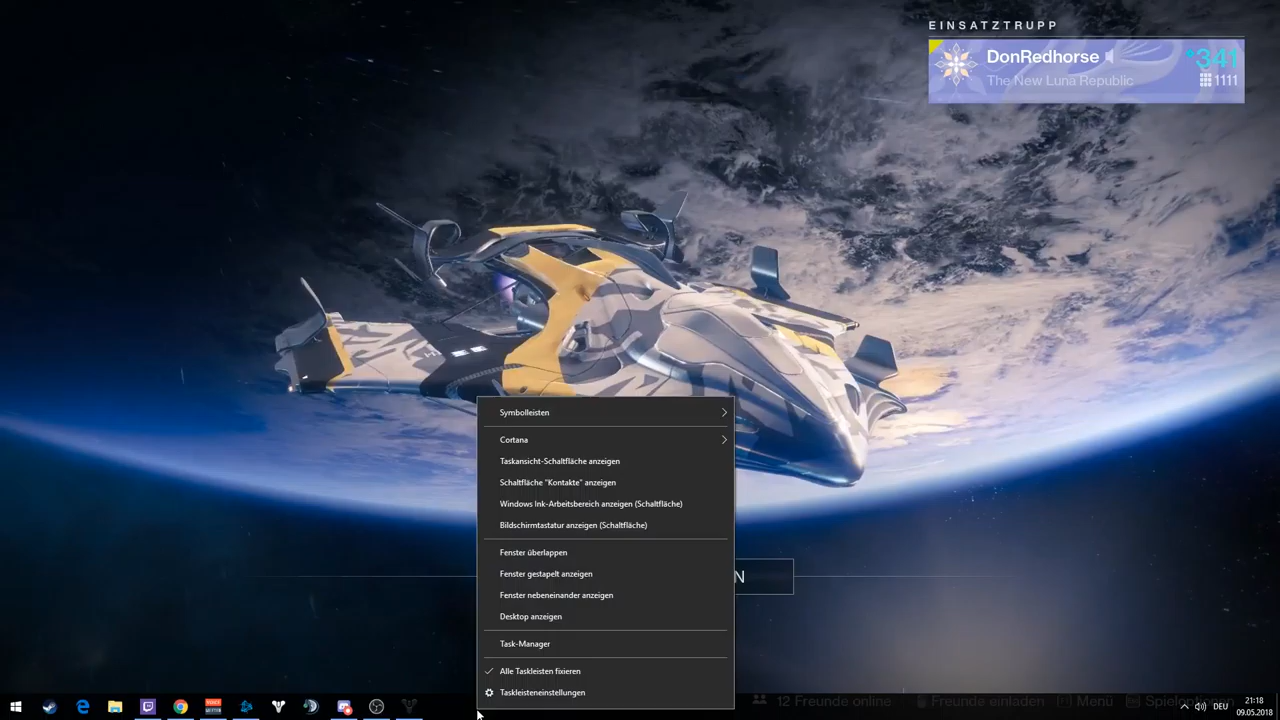 EINSATZTRUPP
DonRedhorse
341
The New Luna Republic
1111
Symbolleisten
Cortana
Taskansicht-Schaltfläche anzeigen
Schaltfläche "Kontakte" anzeigen
Windows Ink-Arbeitsbereich anzeigen (Schaltfläche)
Bildschirmtastatur anzeigen (Schaltfläche)
Fenster überlappen
Fenster gestapelt anzeigen
N
Fenster nebeneinander anzeigen
Desktop anzeigen
Task-Manager
Alle Taskleisten fixieren
Taskleisteneinstellungen
12 Freunde online
Freunde einladen
Menü
Spieloptionen
DEU
21:18
09.05.2018